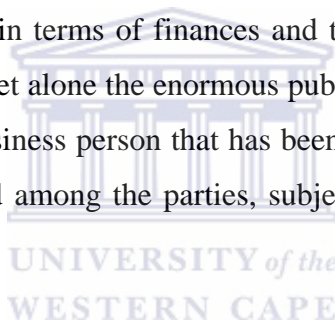 in terms of finances and t
et alone the enormous pub
siness person that has been
d among the parties, subje
UNIVERSITY of the
WESTERN CAPE